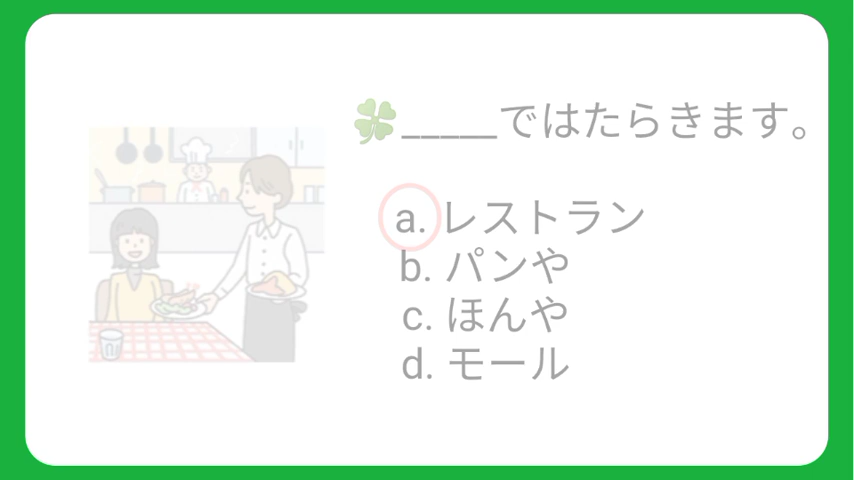 _____ではたらきます。
a. レストラン
b. パンや
c. ほんや
d. モール